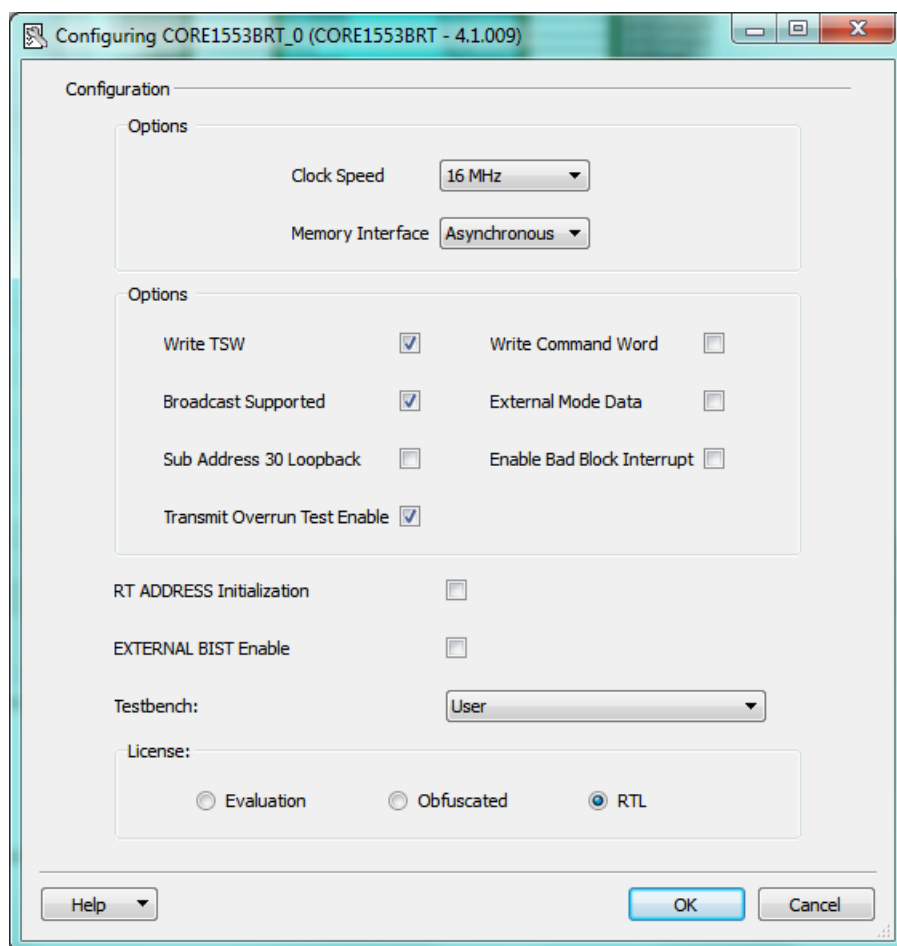 Configuring CORE1553BRT_0 (CORE1553BRT - 4.1.009)
Configuration
Options
Clock Speed 16 MHz
Memory Interface Asynchronous
Options
Write TSW Write Command Word
Broadcast Supported External Mode Data
Sub Address 30 Loopback Enable Bad Block Interrupt
Transmit Overrun Test Enable
RT ADDRESS Initialization
EXTERNAL BIST Enable
Testbench: User
License:
Evaluation Obfuscated RTL
Help OK Cancel